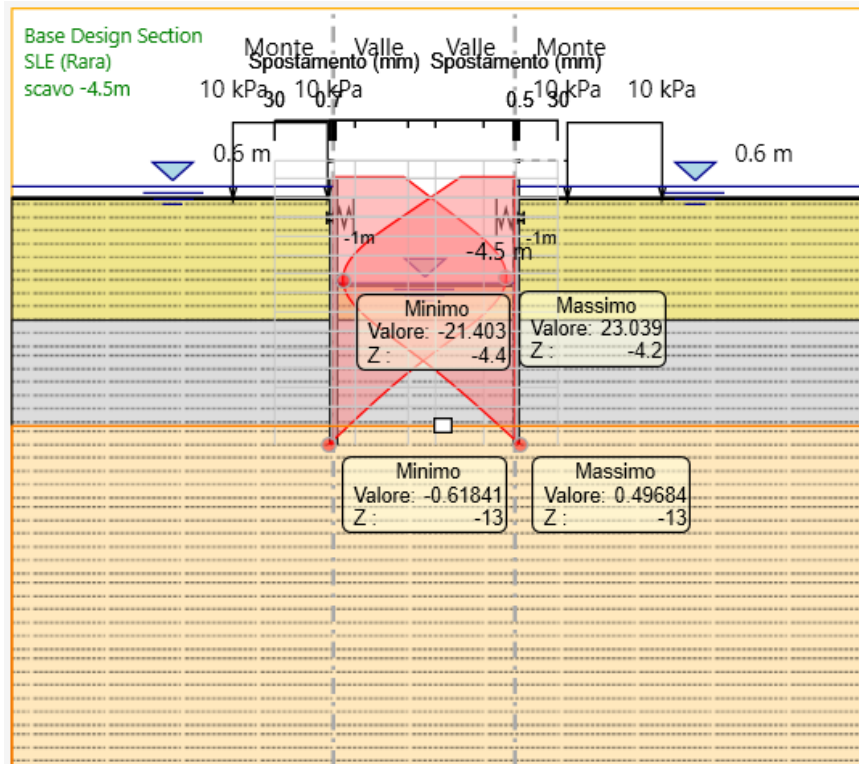 Base Design Section
SLE (Rara)
scavo -4.5m
Monte Valle Valle Monte
Spostamento (mm) Spostamento (mm)
10 kPa 10 kPa 10 kPa 10 kPa
30 0.7 0.5 30
0.6 m 0.6 m
-1m -1m
-4.5 m
Minimo
Valore: -21.403
Z : -4.4
Massimo
Valore: 23.039
Z : -4.2
Minimo
Valore: -0.61841
Z : -13
Massimo
Valore: 0.49684
Z : -13